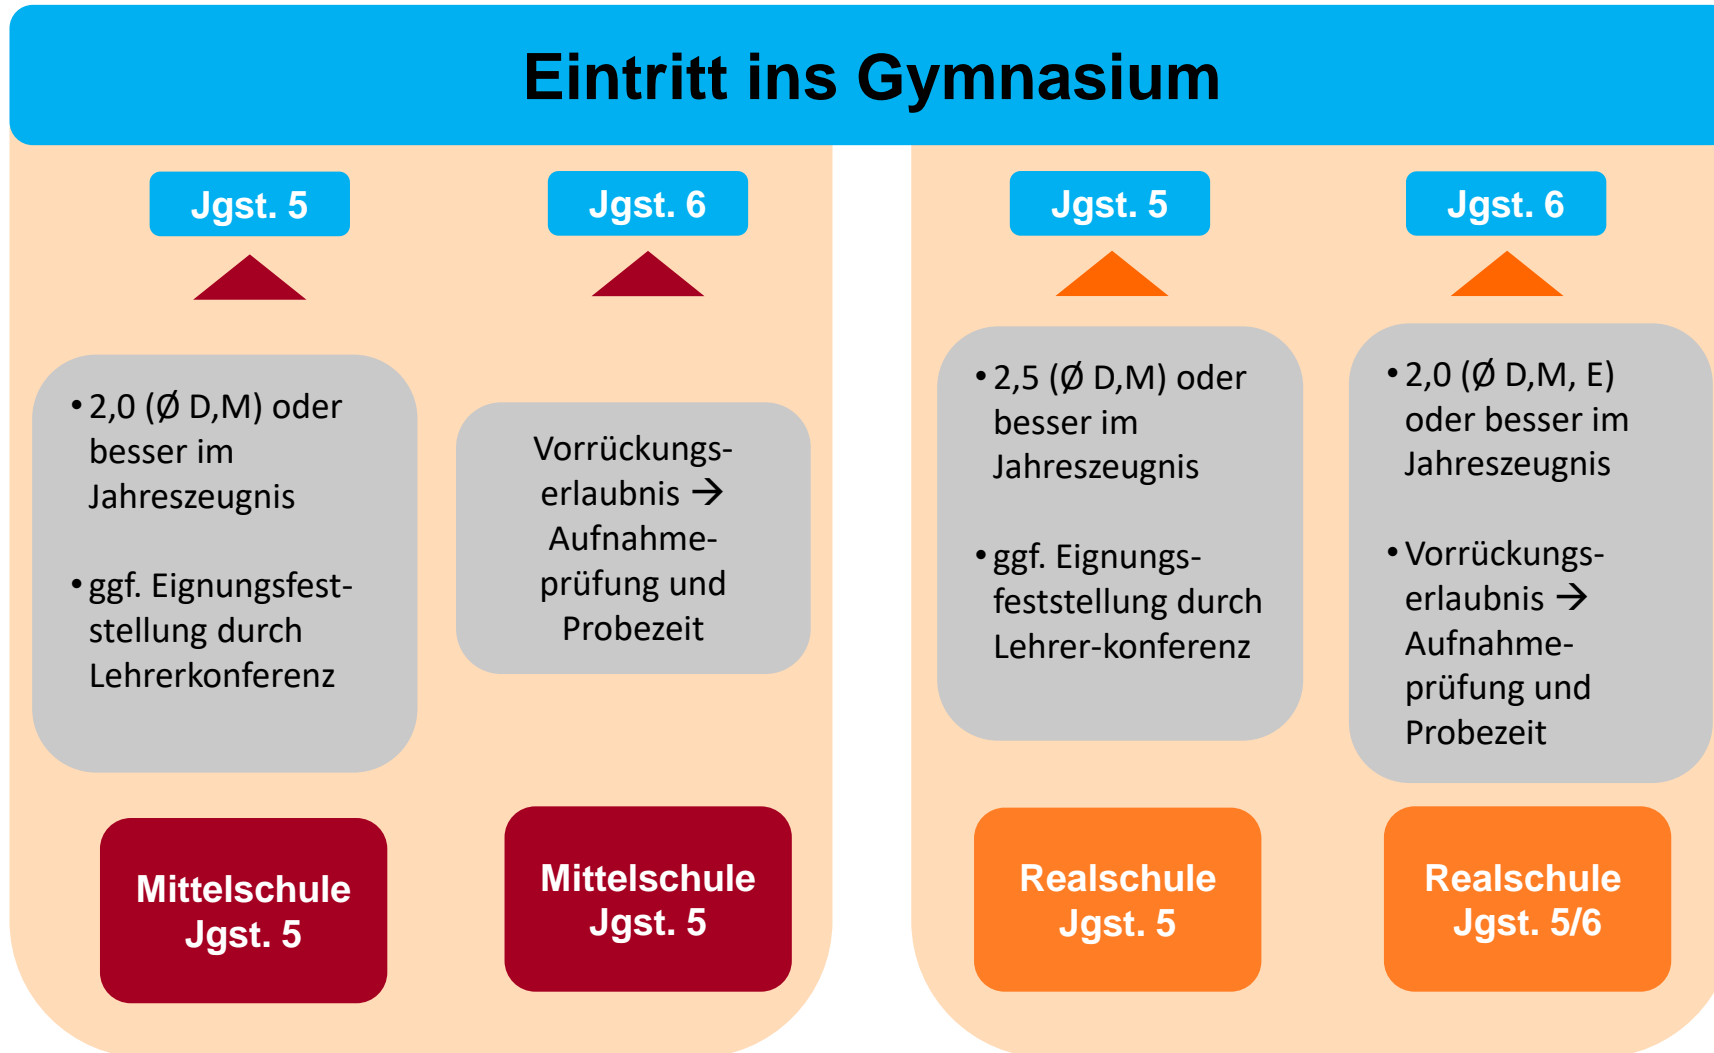 Eintritt ins Gymnasium
Jgst. 5
• 2,0 (Ø D,M) oder
besser im
Jahreszeugnis
• ggf. Eignungsfest-
stellung durch
Lehrerkonferenz
Mittelschule
Jgst. 5
Jgst. 6
Vorrückungs-
erlaubnis →
Aufnahme-
prüfung und
Probezeit
Mittelschule
Jgst. 5
Jgst. 5
• 2,5 (Ø D,M) oder
besser im
Jahreszeugnis
• ggf. Eignungs-
feststellung durch
Lehrer-konferenz
Realschule
Jgst. 5
Jgst. 6
• 2,0 (Ø D,M, E)
oder besser im
Jahreszeugnis
• Vorrückungs-
erlaubnis →
Aufnahme-
prüfung und
Probezeit
Realschule
Jgst. 5/6